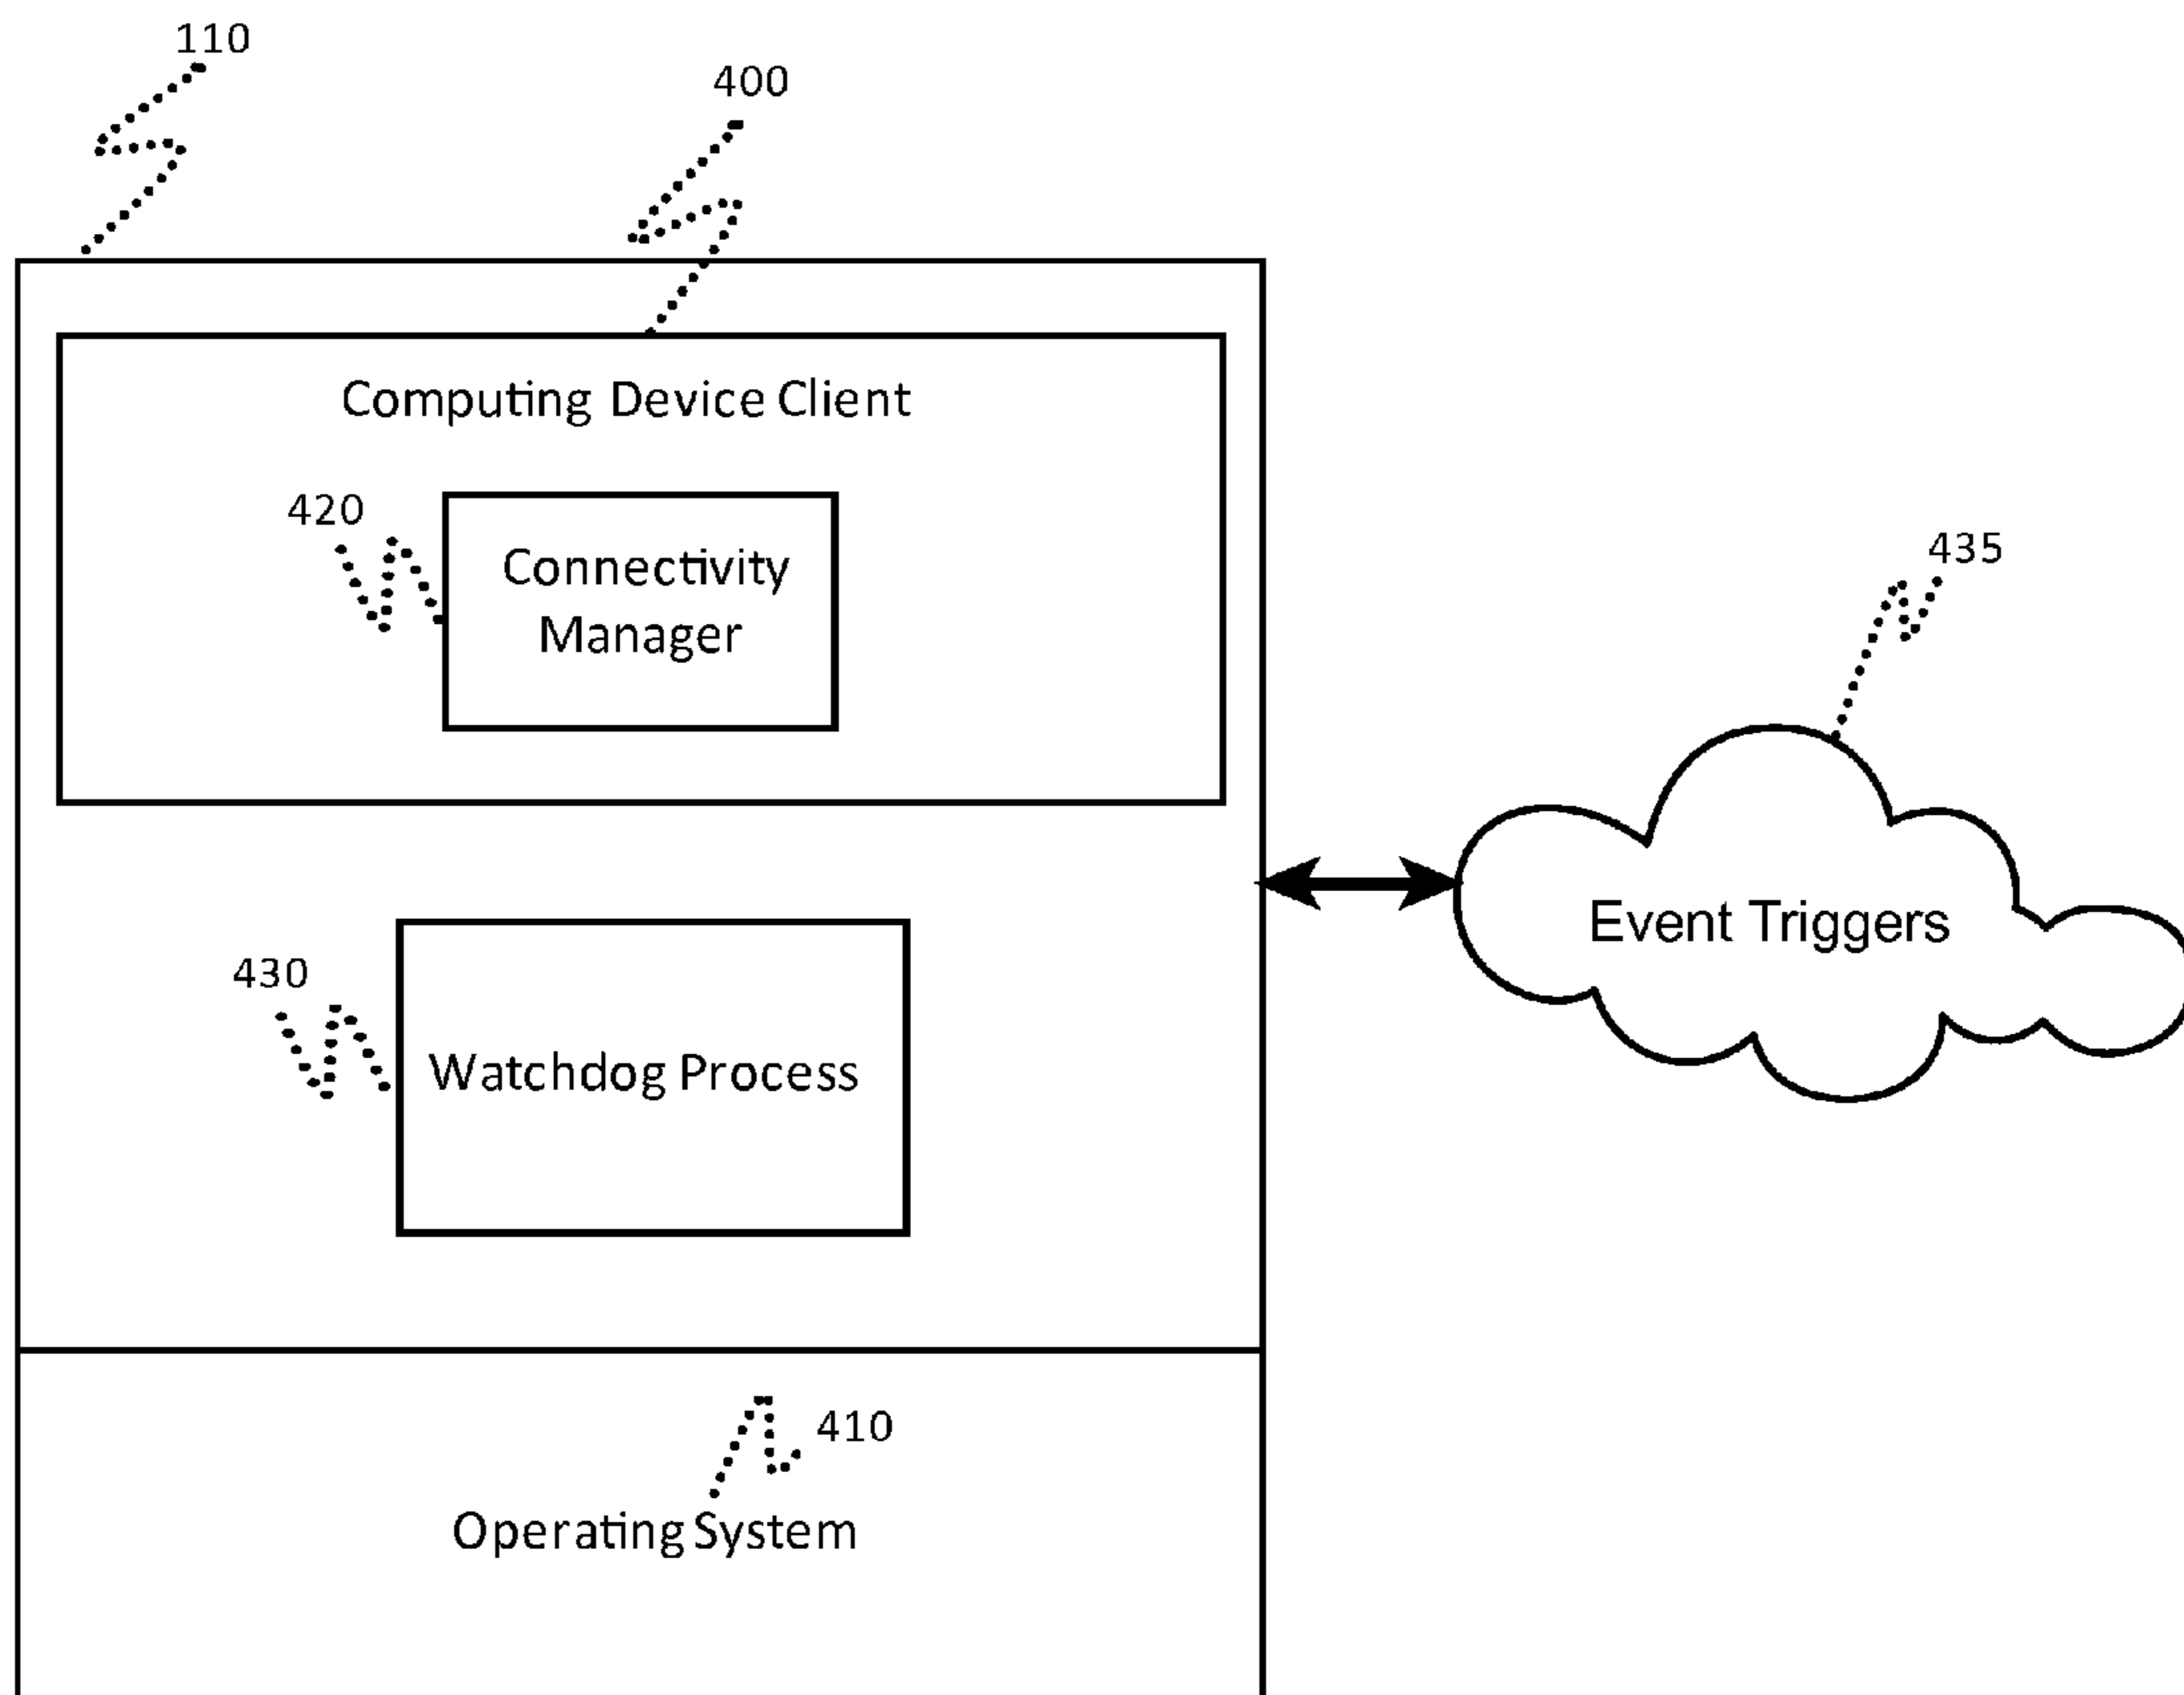 110
400
Computing Device Client
420
Connectivity
Manager
435
Event Triggers
430
Watchdog Process
410
Operating System